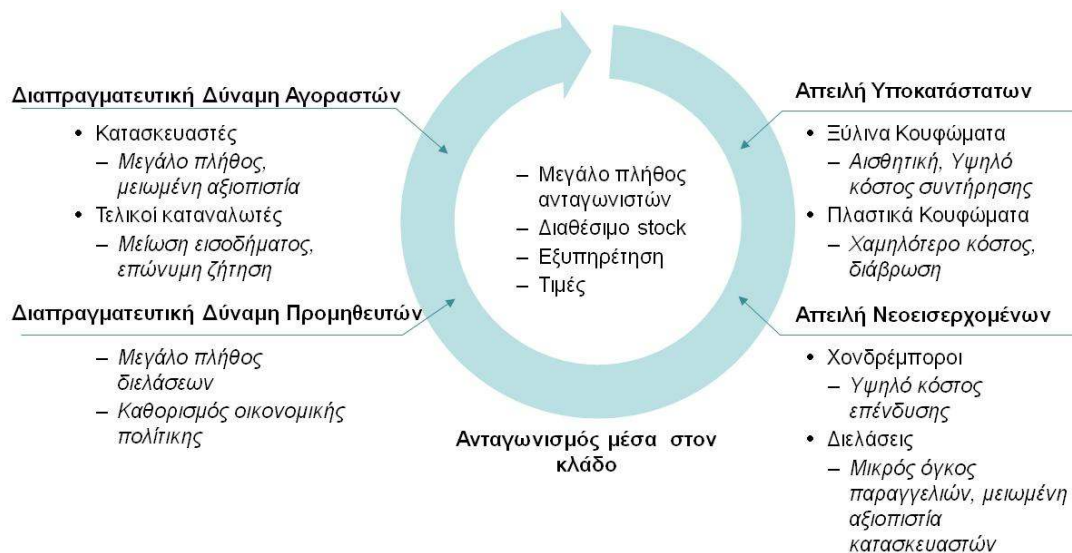 Διαπραγματευτική Δύναμη Αγοραστών
• Κατασκευαστές
– Μεγάλο πλήθος,
μειωμένη αξιοπιστία
• Τελικοί καταναλωτές
– Μείωση εισοδήματος,
επώνυμη ζήτηση
Διαπραγματευτική Δύναμη Προμηθευτών
– Μεγάλο πλήθος
διελάσεων
– Καθορισμός οικονομικής
πολιτικής
– Μεγάλο πλήθος
ανταγωνιστών
– Διαθέσιμο stock
– Εξυπηρέτηση
– Τιμές
Ανταγωνισμός μέσα στον
κλάδο
Απειλή Υποκατάστατων
• Ξύλινα Κουφώματα
– Αισθητική, Υψηλό
κόστος συντήρησης
• Πλαστικά Κουφώματα
– Χαμηλότερο κόστος,
διάβρωση
Απειλή Νεοεισερχομένων
• Χονδρέμποροι
– Υψηλό κόστος
επένδυσης
• Διελάσεις
– Μικρός όγκος
παραγγελιών, μειωμένη
αξιοπιστία
κατασκευαστών